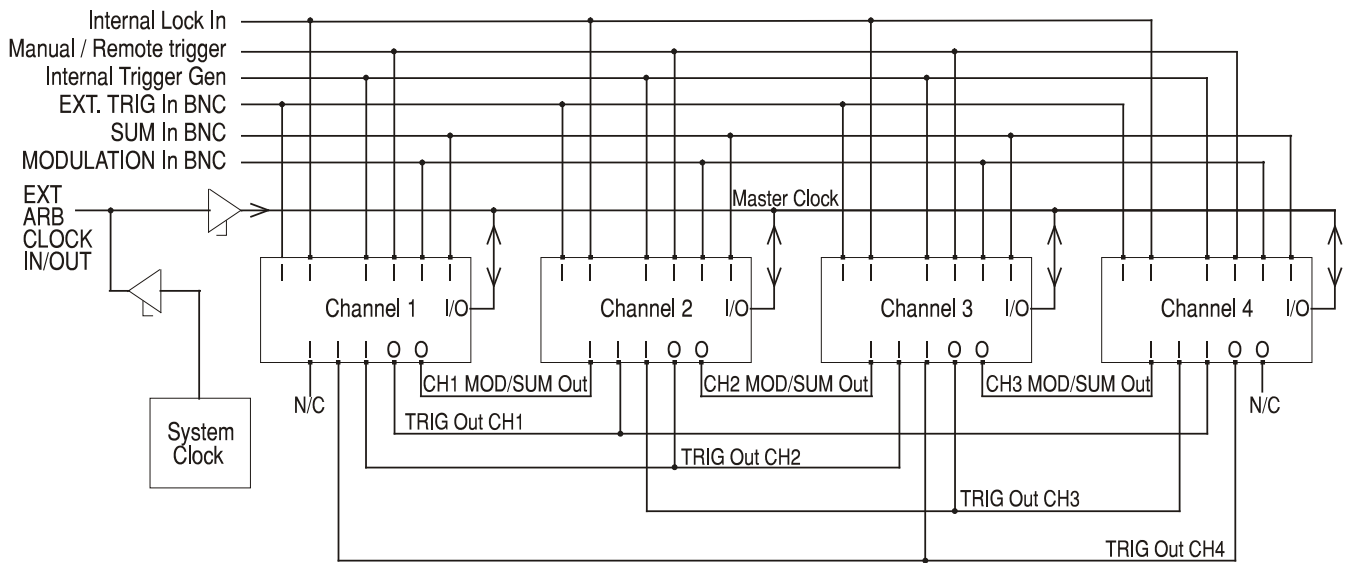 Internal Lock In
Manual / Remote trigger
Internal Trigger Gen
EXT. TRIG In BNC
SUM In BNC
MODULATION In BNC
EXT
ARB
CLOCK
IN/OUT
Master Clock
I I I I I I
I I I I I I
I I I I I I
I I I I I I
Channel 1 I/O
Channel 2 I/O
Channel 3 I/O
Channel 4 I/O
I I I O O
I I I O O
I I I O O
I I I O O
CH1 MOD/SUM Out
CH2 MOD/SUM Out
CH3 MOD/SUM Out
N/C
N/C
TRIG Out CH1
System
Clock
TRIG Out CH2
TRIG Out CH3
TRIG Out CH4